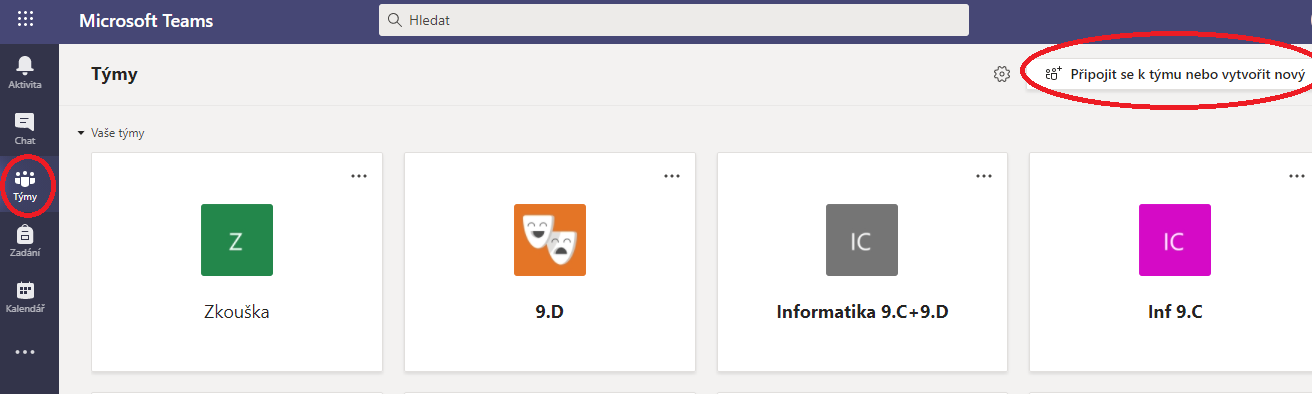 Microsoft Teams
Hledat
Aktivita
Chat
Týmy
Zadání
Kalendář
Týmy
Připojit se k týmu nebo vytvořit nový
Vaše týmy
Z
Zkouška
9.D
IC
Informatika 9.C+9.D
IC
Inf 9.C